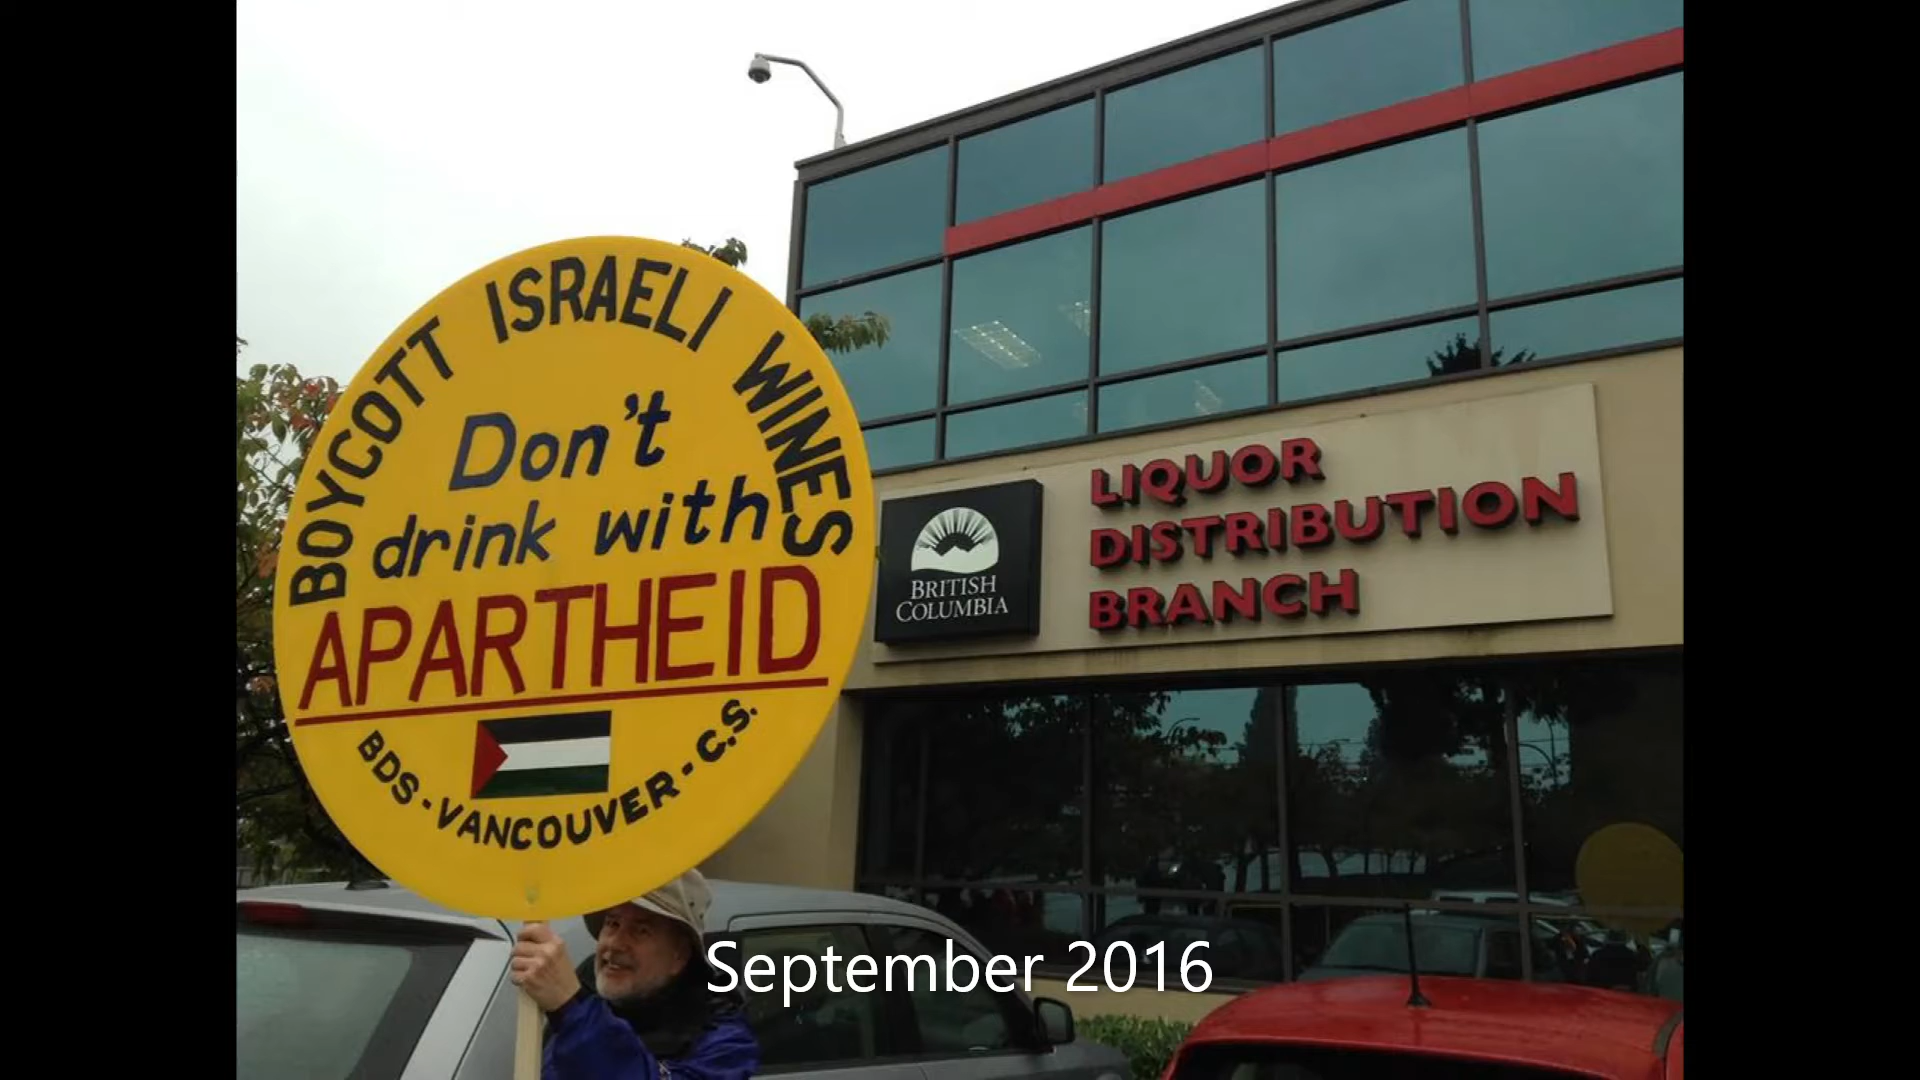 BOYCOTT ISRAELI WINES
Don't
drink with
APARTHEID
BDS - VANCOUVER - C.S.
BRITISH
COLUMBIA
LIQUOR
DISTRIBUTION
BRANCH
September 2016